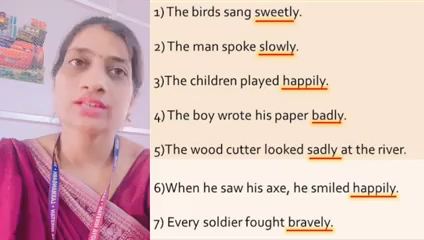 1) The birds sang sweetly.
2) The man spoke slowly.
3)The children played happily.
4) The boy wrote his paper badly.
5)The wood cutter looked sadly at the river.
6)When he saw his axe, he smiled happily.
7) Every soldier fought bravely.